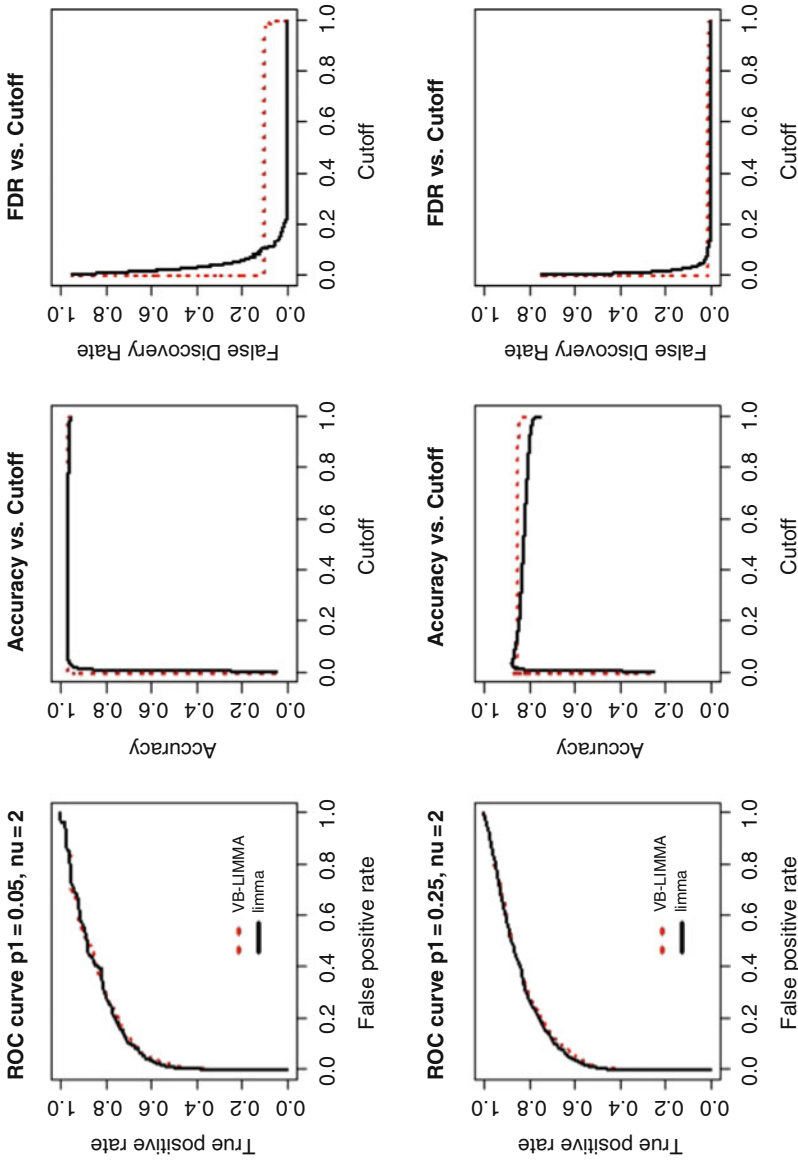 ROC curve p1 = 0.05, nu = 2
True positive rate
0.0 0.2 0.4 0.6 0.8 1.0
VB-LIMMA
limma
0.0 0.2 0.4 0.6 0.8 1.0
False positive rate
Accuracy vs. Cutoff
Accuracy
0.0 0.2 0.4 0.6 0.8 1.0
0.0 0.2 0.4 0.6 0.8 1.0
Cutoff
FDR vs. Cutoff
False Discovery Rate
0.0 0.2 0.4 0.6 0.8 1.0
0.0 0.2 0.4 0.6 0.8 1.0
Cutoff
ROC curve p1 = 0.25, nu = 2
True positive rate
0.0 0.2 0.4 0.6 0.8 1.0
VB-LIMMA
limma
0.0 0.2 0.4 0.6 0.8 1.0
False positive rate
Accuracy vs. Cutoff
Accuracy
0.0 0.2 0.4 0.6 0.8 1.0
0.0 0.2 0.4 0.6 0.8 1.0
Cutoff
FDR vs. Cutoff
False Discovery Rate
0.0 0.2 0.4 0.6 0.8 1.0
0.0 0.2 0.4 0.6 0.8 1.0
Cutoff